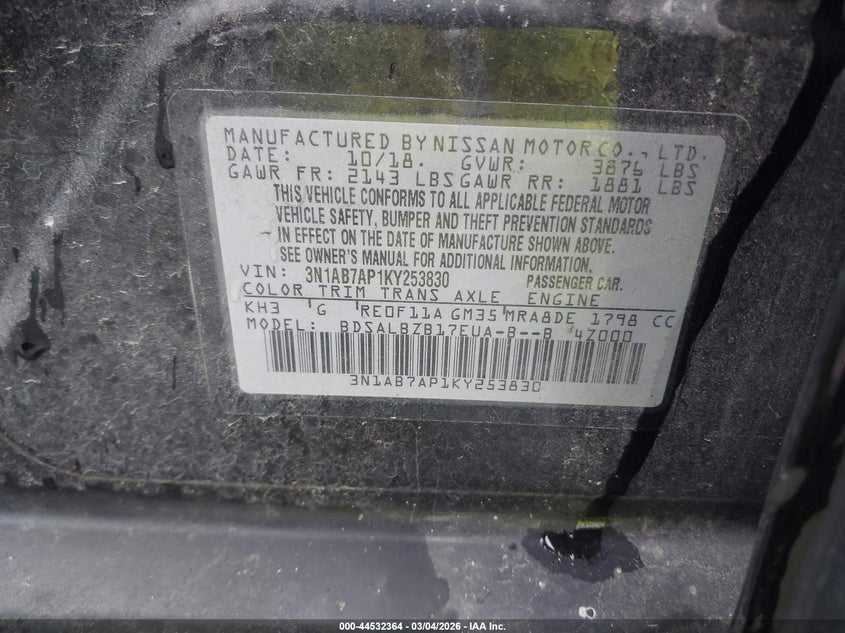 MANUFACTURED BY NISSAN MOTOR CO., LTD.
DATE: 10/18. GVWR: 3876 LBS
GAWR FR: 2143 LBS GAWR RR: 1881 LBS
THIS VEHICLE CONFORMS TO ALL APPLICABLE FEDERAL MOTOR
VEHICLE SAFETY, BUMPER AND THEFT PREVENTION STANDARDS
IN EFFECT ON THE DATE OF MANUFACTURE SHOWN ABOVE.
SEE OWNER'S MANUAL FOR ADDITIONAL INFORMATION.
VIN: 3N1AB7AP1KY253830 PASSENGER CAR.
COLOR TRIM TRANS AXLE ENGINE
KH3 G RE0F11A GM35 MRA8DE 1798 CC
MODEL: BDSALBZB17EUA-B--B 4Z000
3N1AB7AP1KY253830
000-44532364 - 03/04/2026 - IAA Inc.